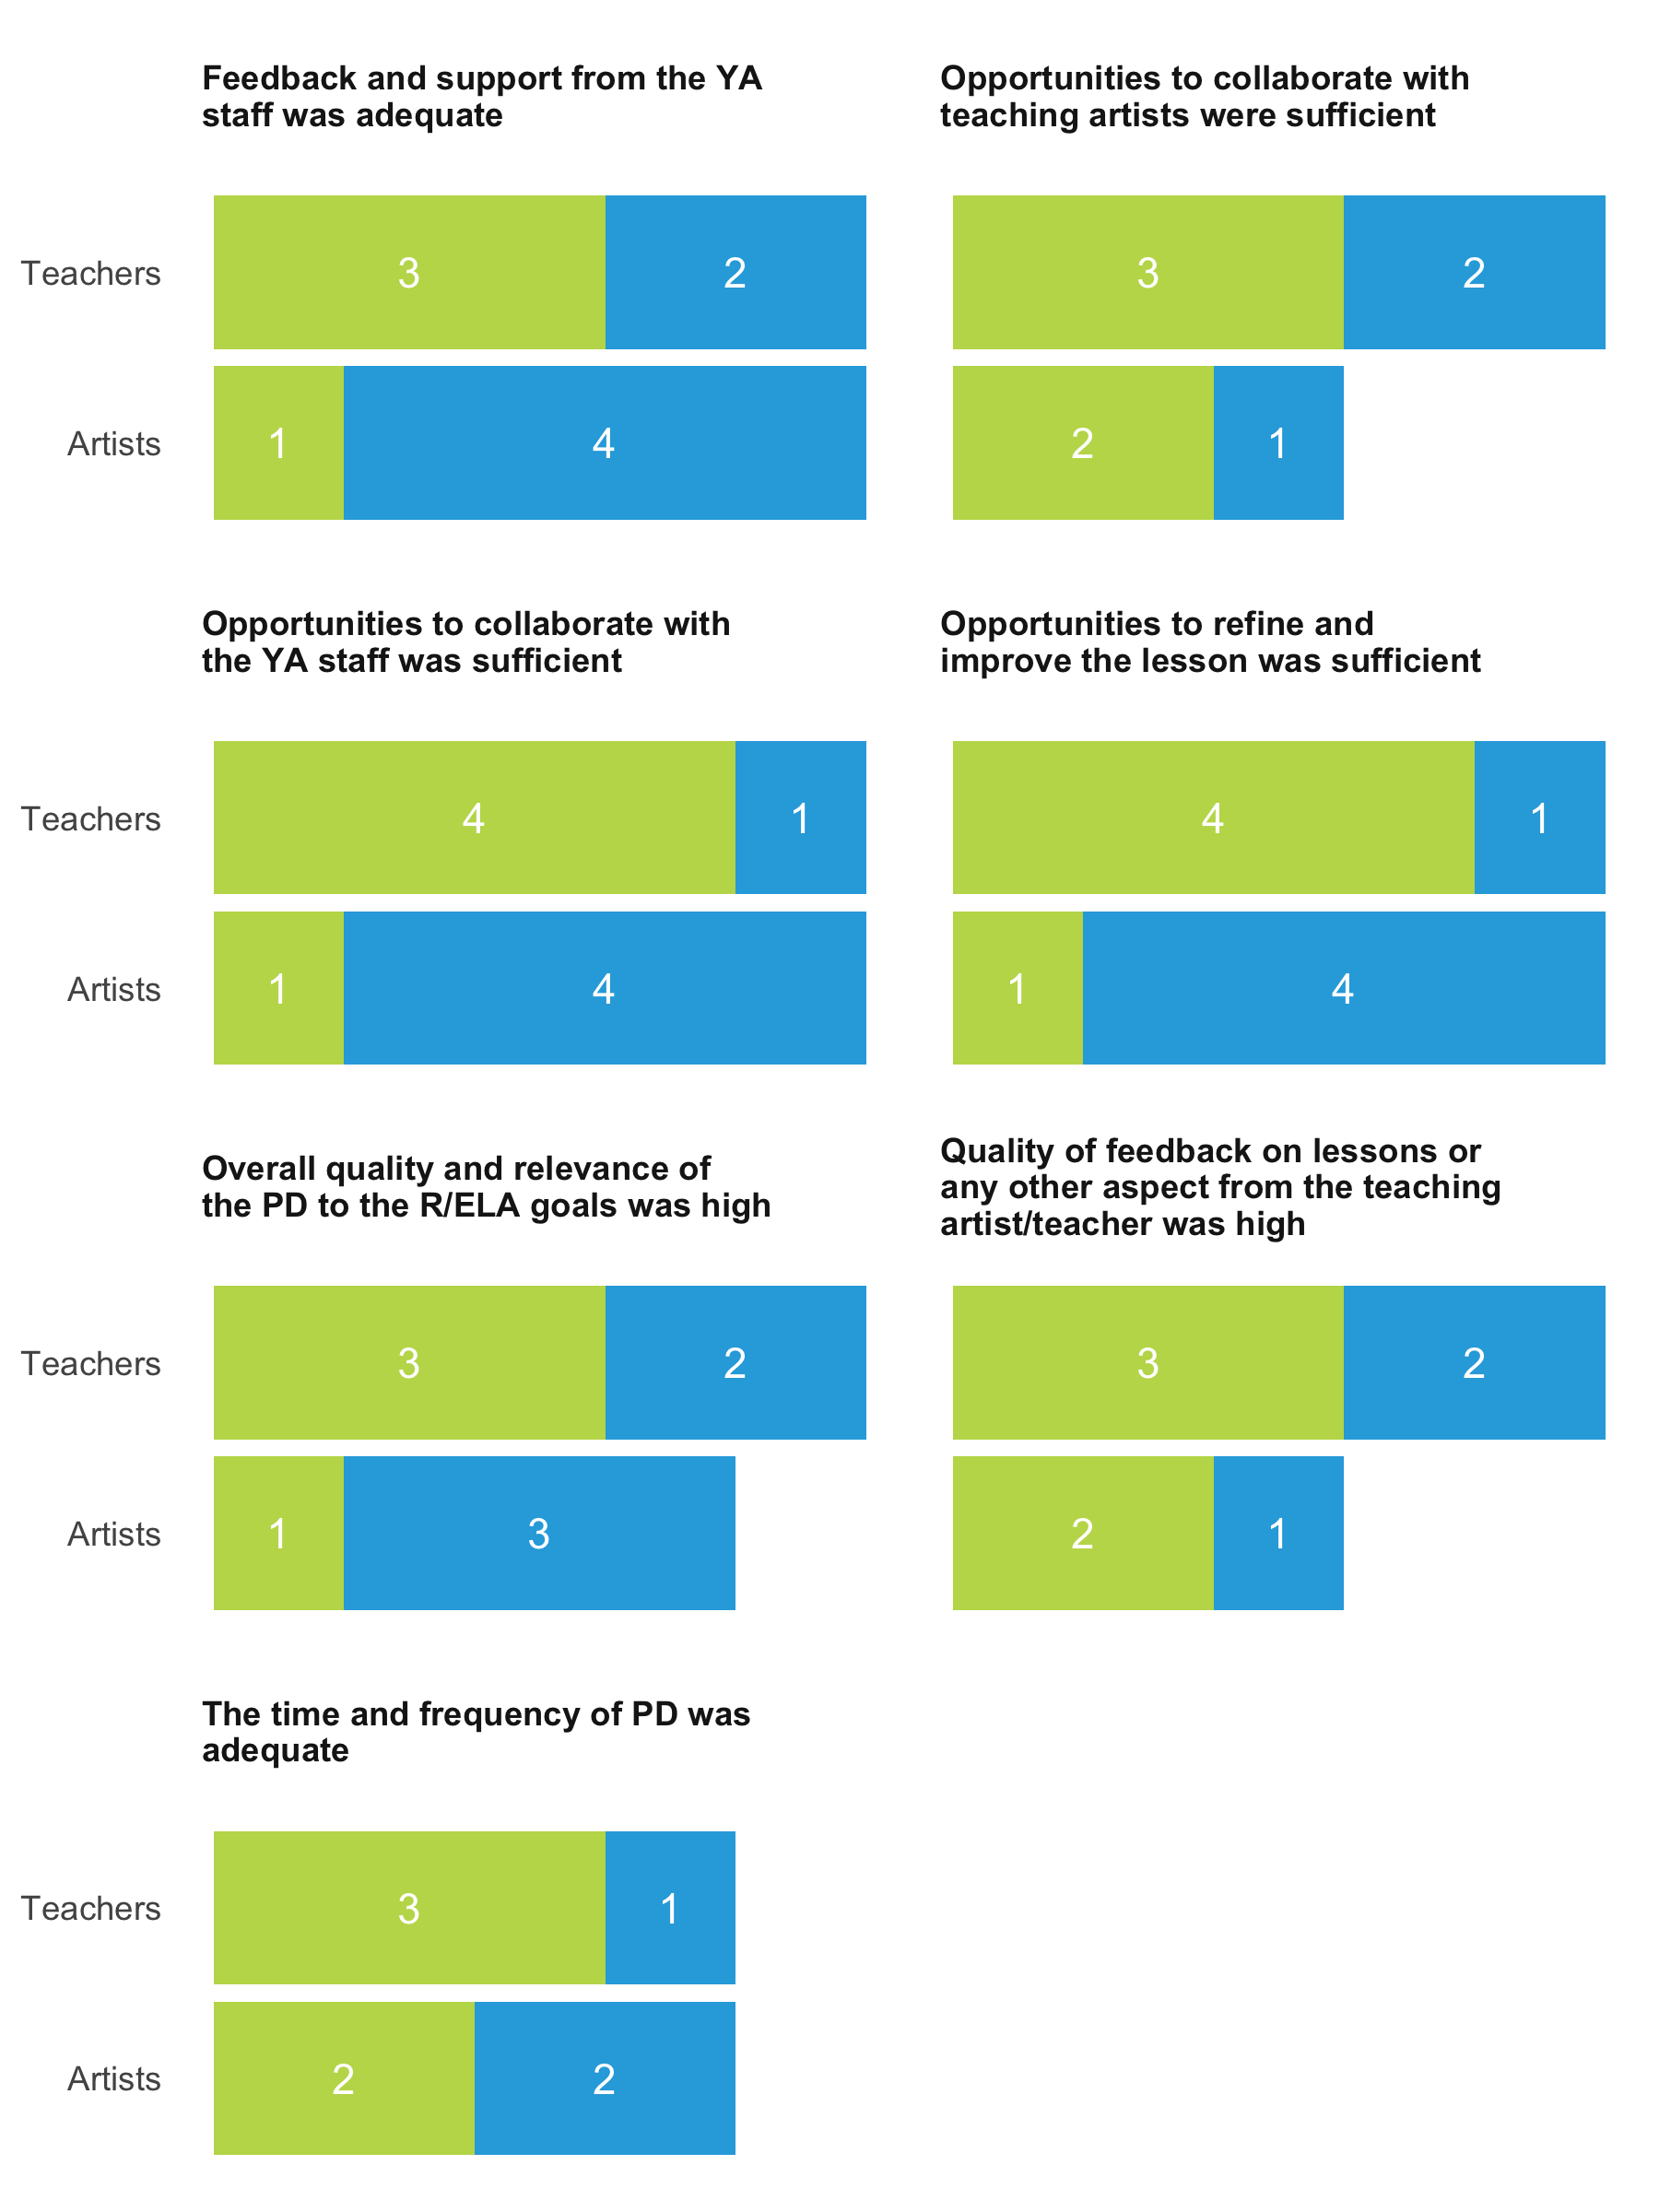 Feedback and support from the YA
staff was adequate
Teachers
3
2
Artists
1
4
Opportunities to collaborate with
teaching artists were sufficient
3
2
2
1
Opportunities to collaborate with
the YA staff was sufficient
Teachers
4
1
Artists
1
4
Opportunities to refine and
improve the lesson was sufficient
4
1
1
4
Overall quality and relevance of
the PD to the R/ELA goals was high
Teachers
3
2
Artists
1
3
Quality of feedback on lessons or
any other aspect from the teaching
artist/teacher was high
3
2
2
1
The time and frequency of PD was
adequate
Teachers
3
1
Artists
2
2